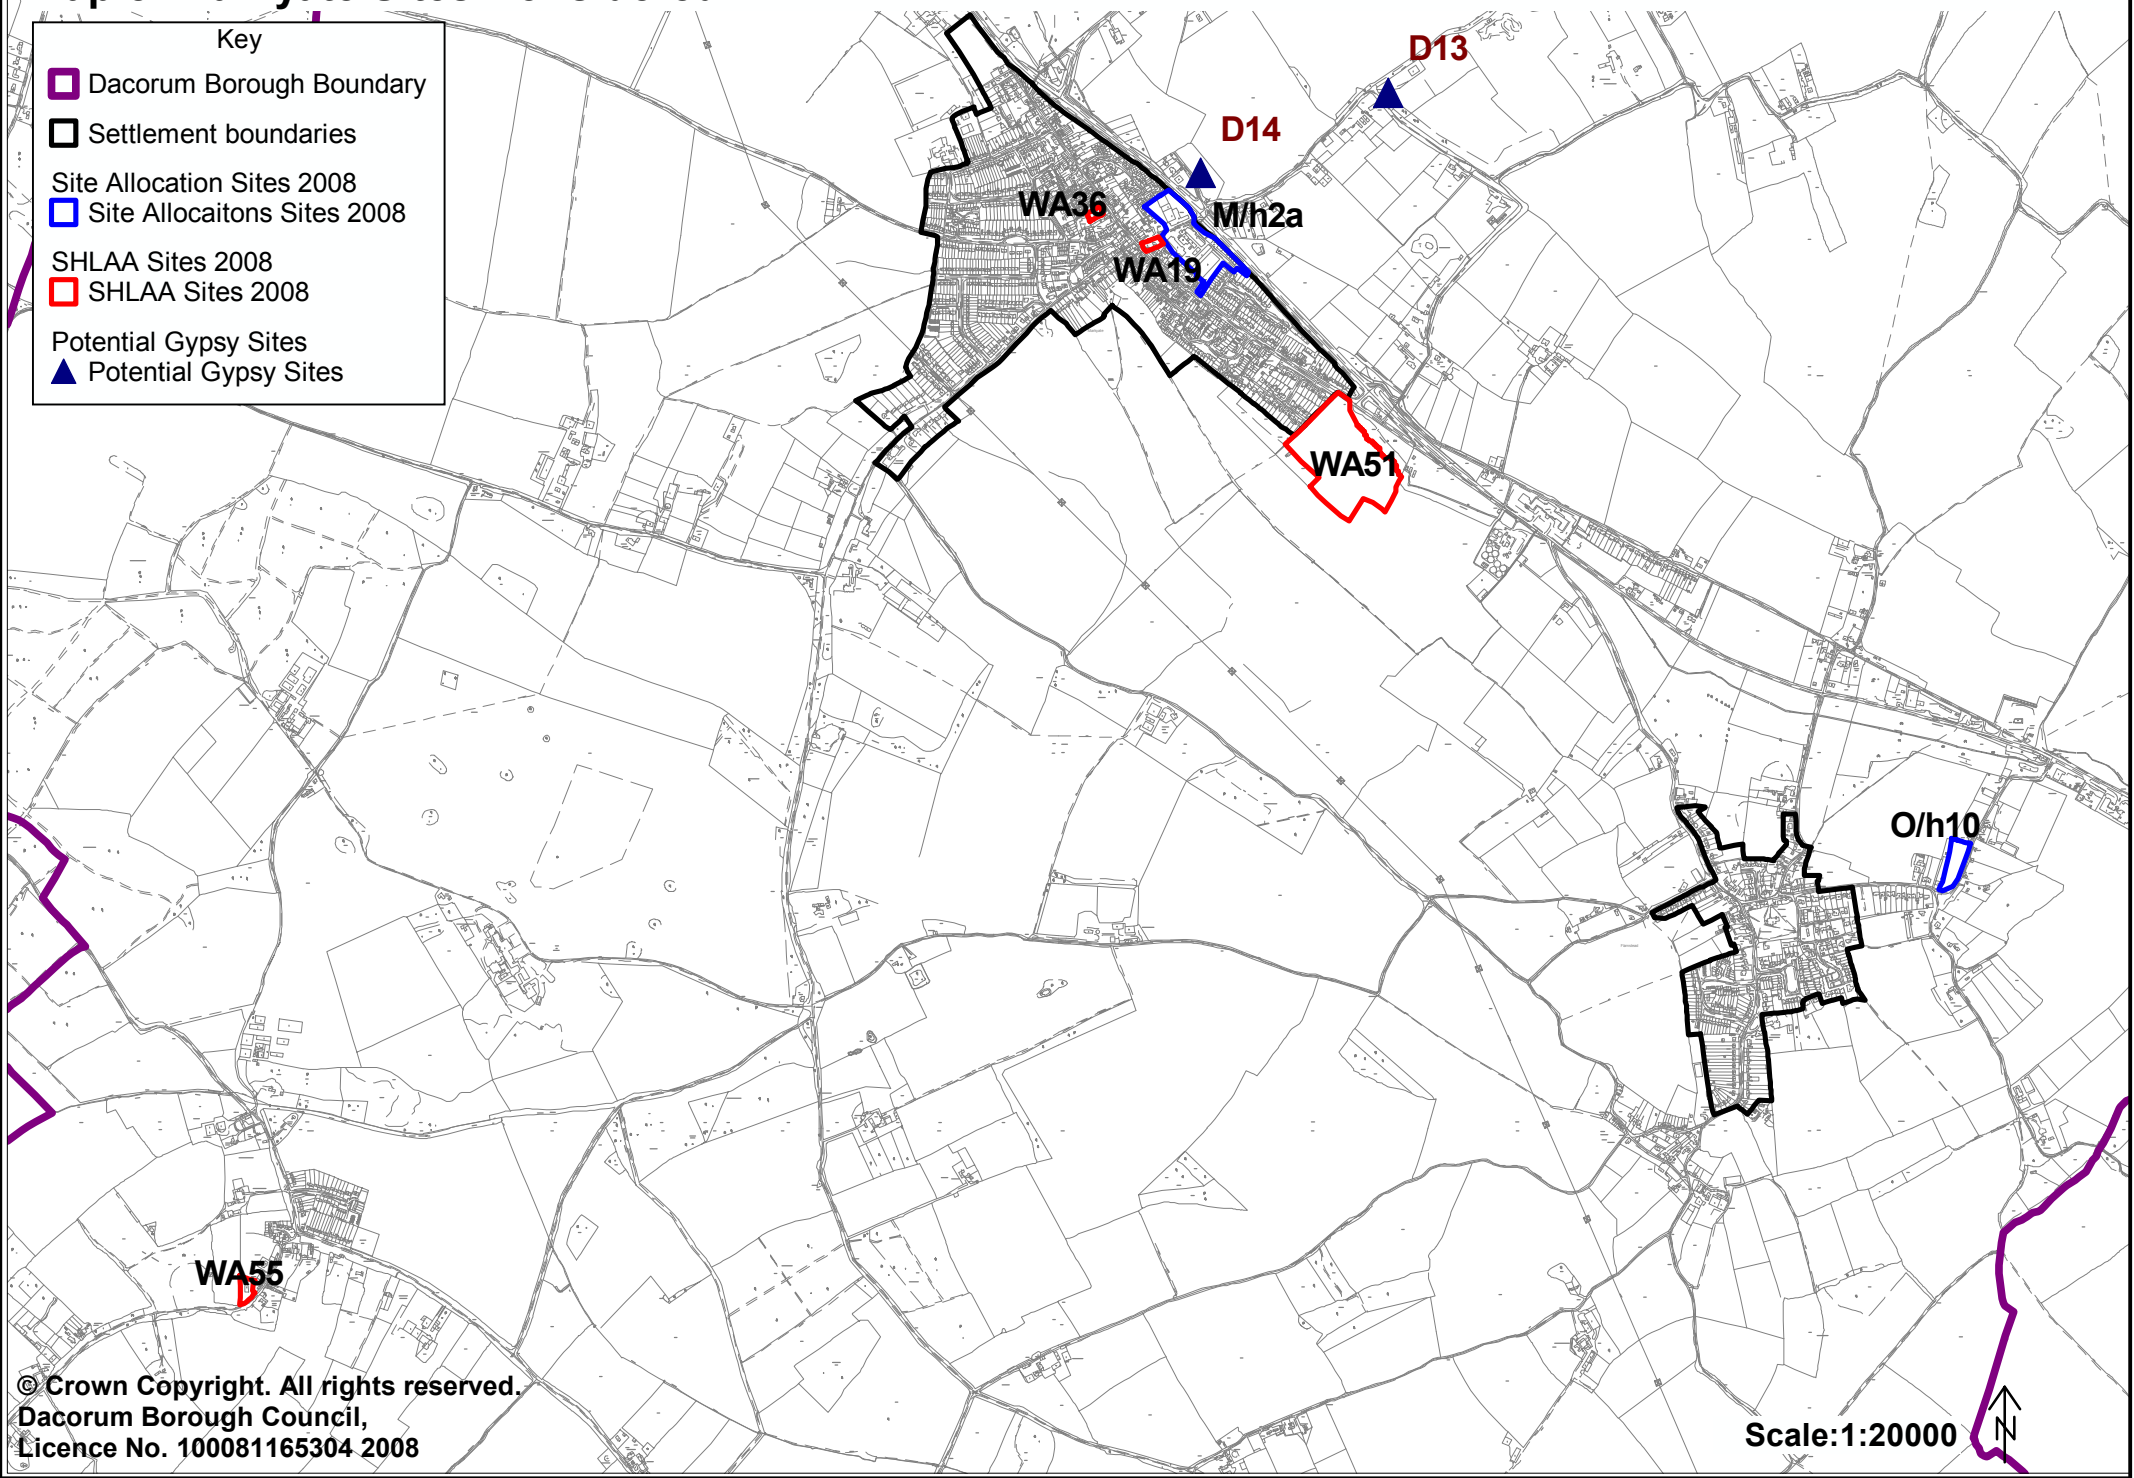 Key
Dacorum Borough Boundary
Settlement boundaries
Site Allocation Sites 2008
Site Allocaitons Sites 2008
SHLAA Sites 2008
SHLAA Sites 2008
Potential Gypsy Sites
Potential Gypsy Sites
D13
D14
WA36
M/h2a
WA19
WA51
O/h10
WA55
© Crown Copyright. All rights reserved.
Dacorum Borough Council,
Licence No. 100081165304 2008
Scale:1:20000
N